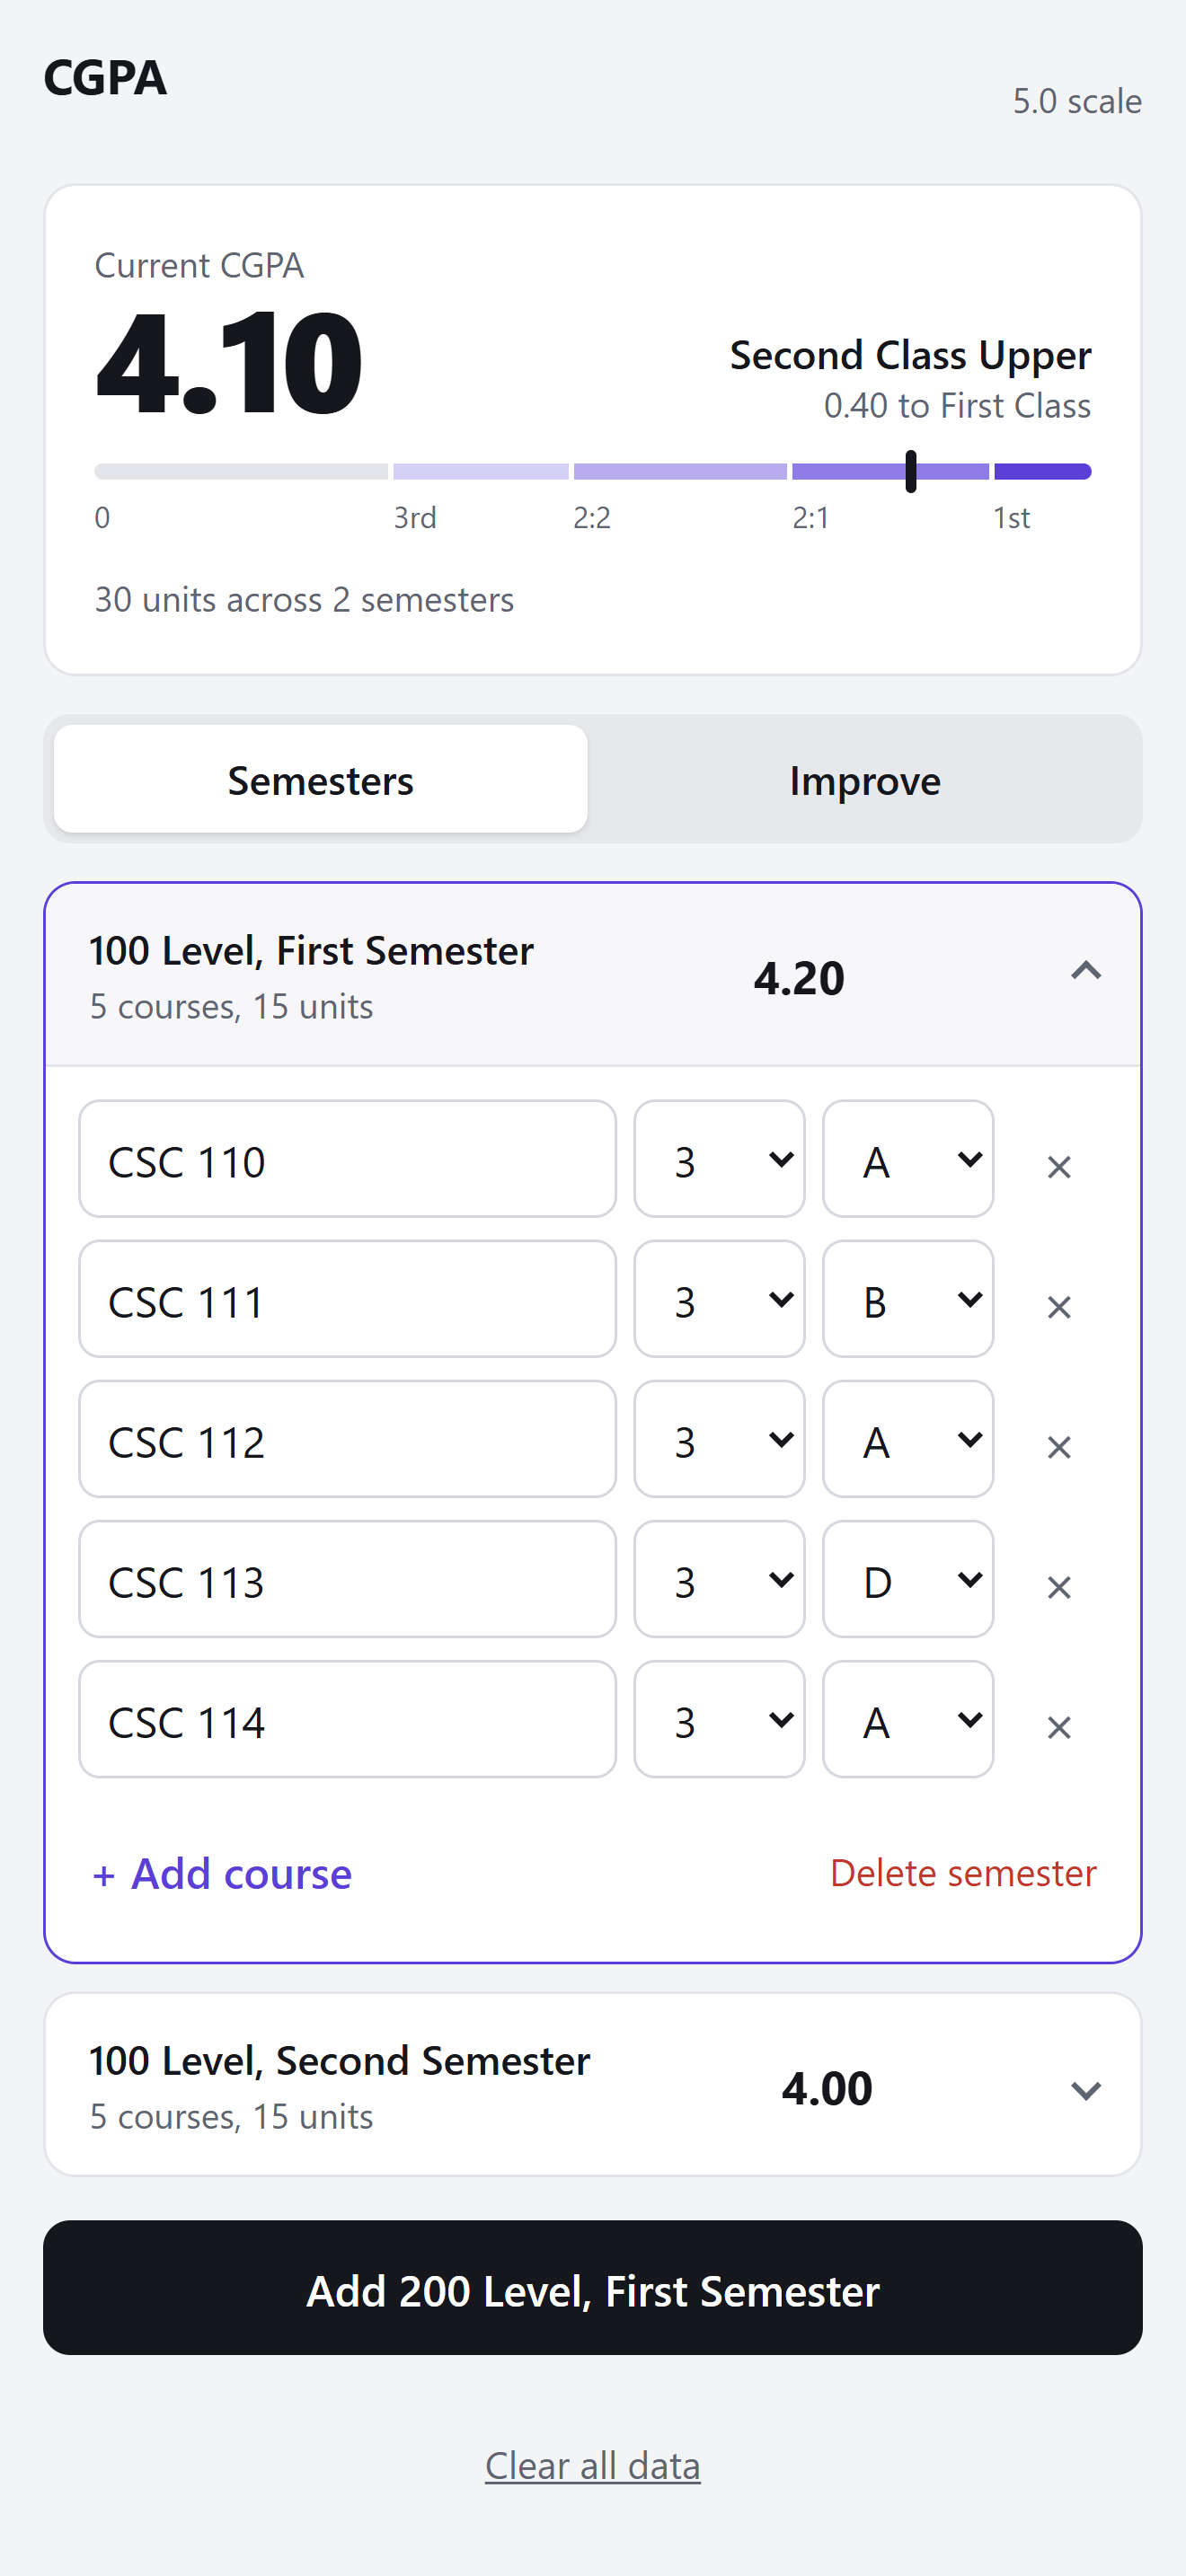 CGPA
5.0 scale
Current CGPA
4.10
Second Class Upper
0.40 to First Class
0 3rd 2:2 2:1 1st
30 units across 2 semesters
Semesters Improve
100 Level, First Semester
5 courses, 15 units
4.20
CSC 110 3 A ×
CSC 111 3 B ×
CSC 112 3 A ×
CSC 113 3 D ×
CSC 114 3 A ×
+ Add course Delete semester
100 Level, Second Semester
5 courses, 15 units
4.00
Add 200 Level, First Semester
Clear all data